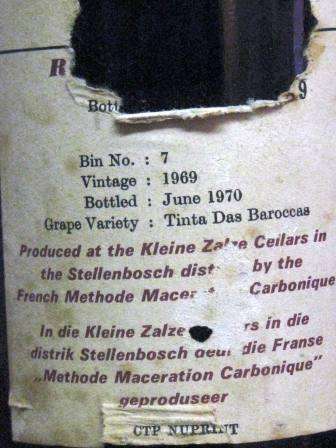 R
9
Bott
Bin No. : 7
Vintage : 1969
Bottled : June 1970
Grape Variety : Tinta Das Baroccas
Produced at the Kleine Zalze Cellars in
the Stellenbosch dist by the
French Methode Macer Carbonique
In die Kleine Zalze rs in die
distrik Stellenbosch deur die Franse
„Methode Maceration Carbonique”
geproduseer
CTP NUPRINT